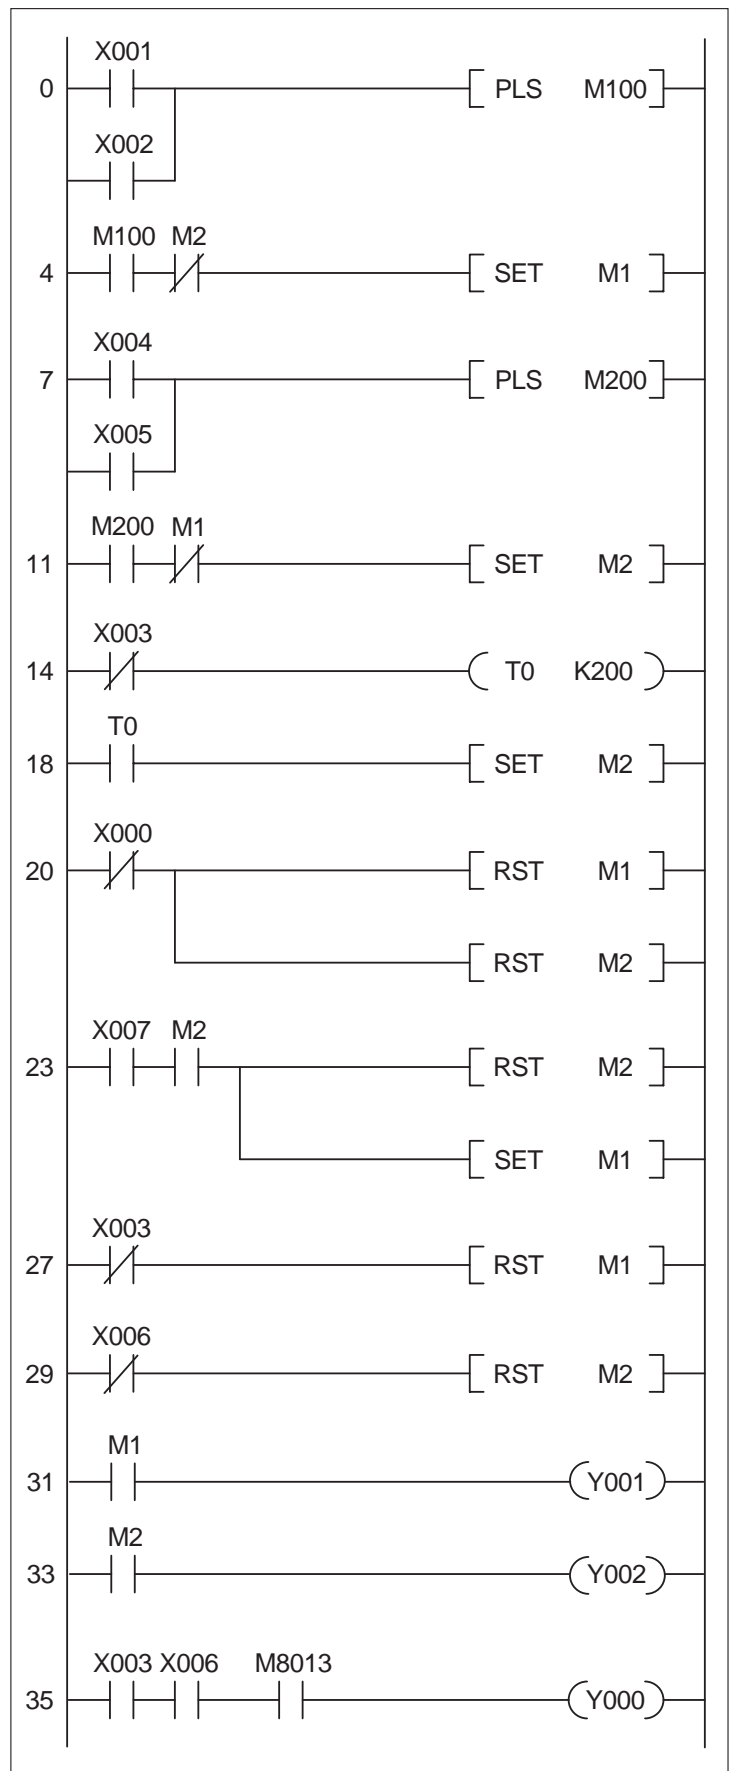 X001
0 PLS M100
X002
M100 M2
4 SET M1
X004
7 PLS M200
X005
M200 M1
11 SET M2
X003
14 T0 K200
T0
18 SET M2
X000
20 RST M1
RST M2
X007 M2
23 RST M2
SET M1
X003
27 RST M1
X006
29 RST M2
M1
31 Y001
M2
33 Y002
X003 X006 M8013
35 Y000